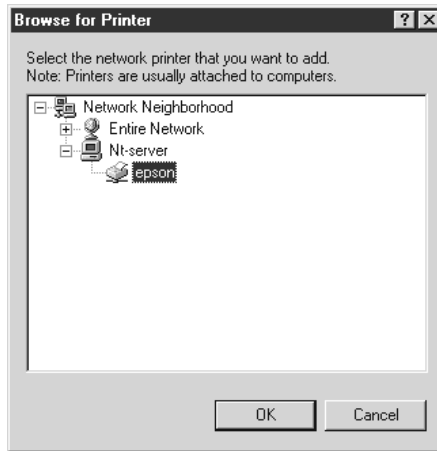 Browse for Printer
Select the network printer that you want to add.
Note: Printers are usually attached to computers.
Network Neighborhood
Entire Network
Nt-server
epson
OK
Cancel